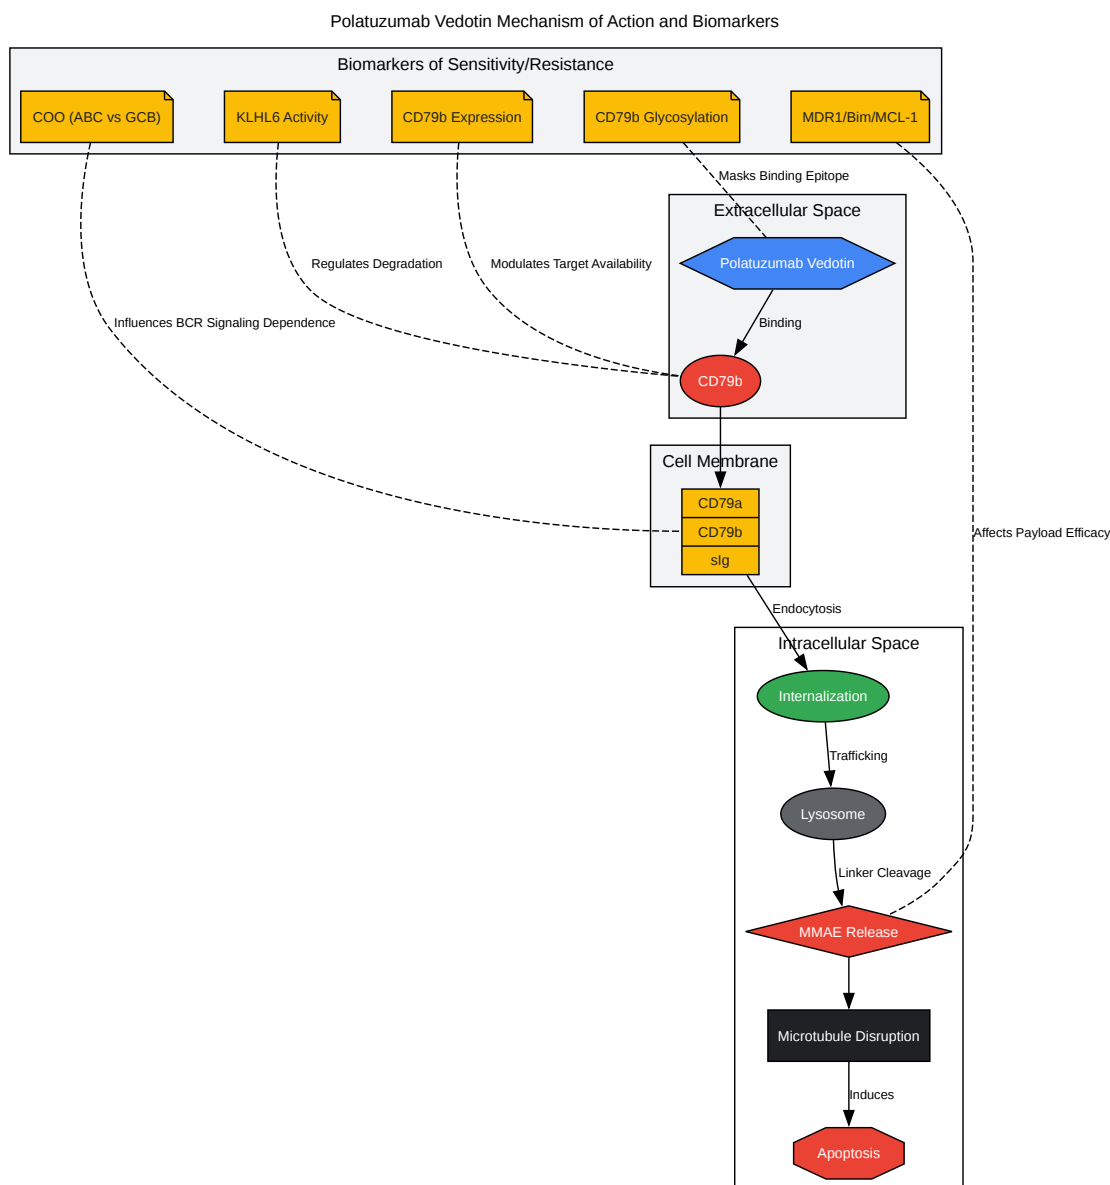 Polatuzumab Vedotin Mechanism of Action and Biomarkers
Biomarkers of Sensitivity/Resistance
COO (ABC vs GCB)
KLHL6 Activity
CD79b Expression
CD79b Glycosylation
MDR1/Bim/MCL-1
Masks Binding Epitope
Extracellular Space
Polatuzumab Vedotin
Regulates Degradation
Modulates Target Availability
Influences BCR Signaling Dependence
Binding
CD79b
Cell Membrane
CD79a
CD79b
sIg
Affects Payload Efficacy
Endocytosis
Intracellular Space
Internalization
Trafficking
Lysosome
Linker Cleavage
MMAE Release
Microtubule Disruption
Induces
Apoptosis